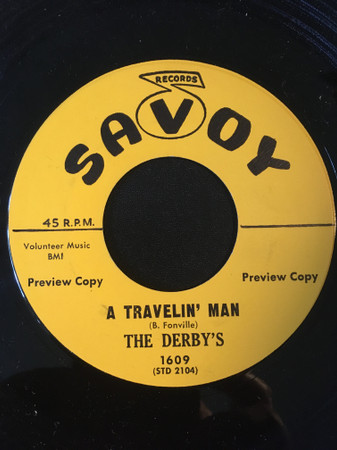 RECORDS
SAVOY
45 R.P.M.
Volunteer Music
BMI
Preview Copy
Preview Copy
A TRAVELIN' MAN
(B. Fonville)
THE DERBY'S
1609
(STD 2104)